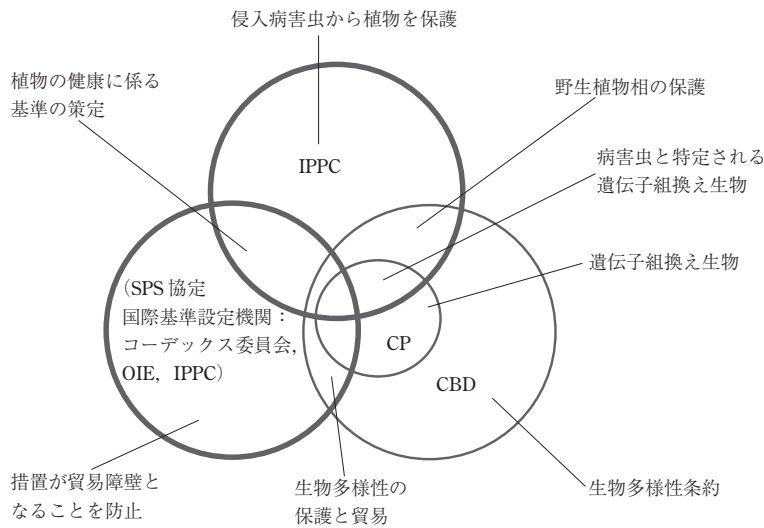 侵入病害虫から植物を保護
植物の健康に係る
基準の策定
野生植物相の保護
病害虫と特定される
遺伝子組換え生物
IPPC
遺伝子組換え生物
(SPS 協定
国際基準設定機関：
コーデックス委員会,
OIE, IPPC)
CP
CBD
措置が貿易障壁と
なることを防止
生物多様性の
保護と貿易
生物多様性条約